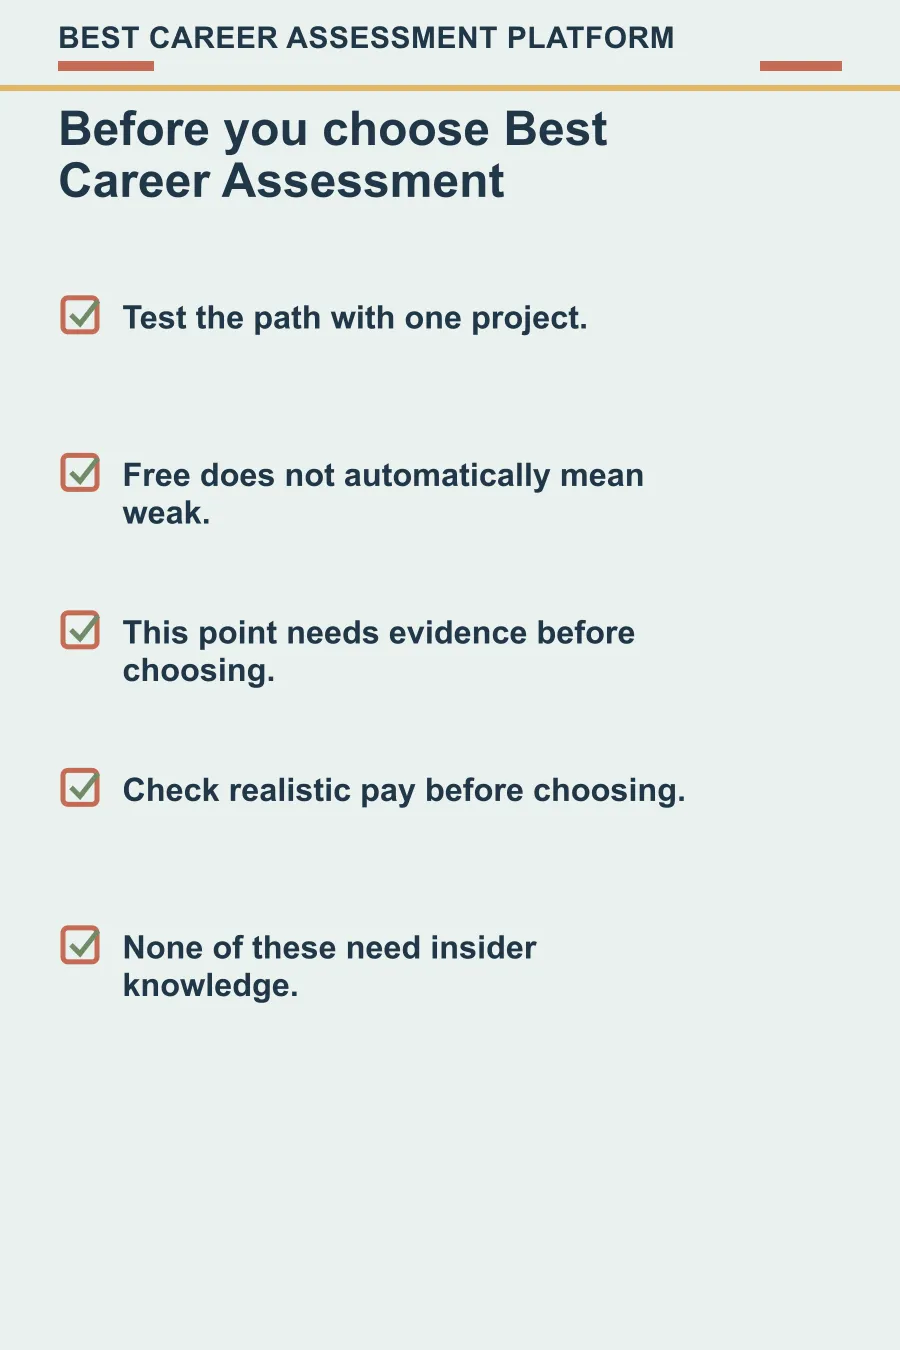 BEST CAREER ASSESSMENT PLATFORM
Before you choose Best
Career Assessment
Test the path with one project.
Free does not automatically mean
weak.
This point needs evidence before
choosing.
Check realistic pay before choosing.
None of these need insider
knowledge.